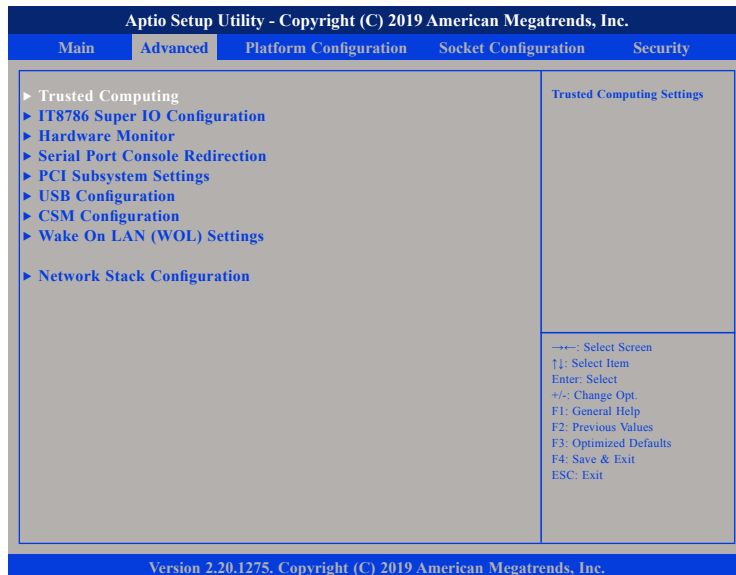 Aptio Setup Utility - Copyright (C) 2019 American Megatrends, Inc.
Main Advanced Platform Configuration Socket Configuration Security
▶ Trusted Computing
▶ IT8786 Super IO Configuration
▶ Hardware Monitor
▶ Serial Port Console Redirection
▶ PCI Subsystem Settings
▶ USB Configuration
▶ CSM Configuration
▶ Wake On LAN (WOL) Settings
▶ Network Stack Configuration
Trusted Computing Settings
→←: Select Screen
↑↓: Select Item
Enter: Select
+/-: Change Opt.
F1: General Help
F2: Previous Values
F3: Optimized Defaults
F4: Save & Exit
ESC: Exit
Version 2.20.1275. Copyright (C) 2019 American Megatrends, Inc.